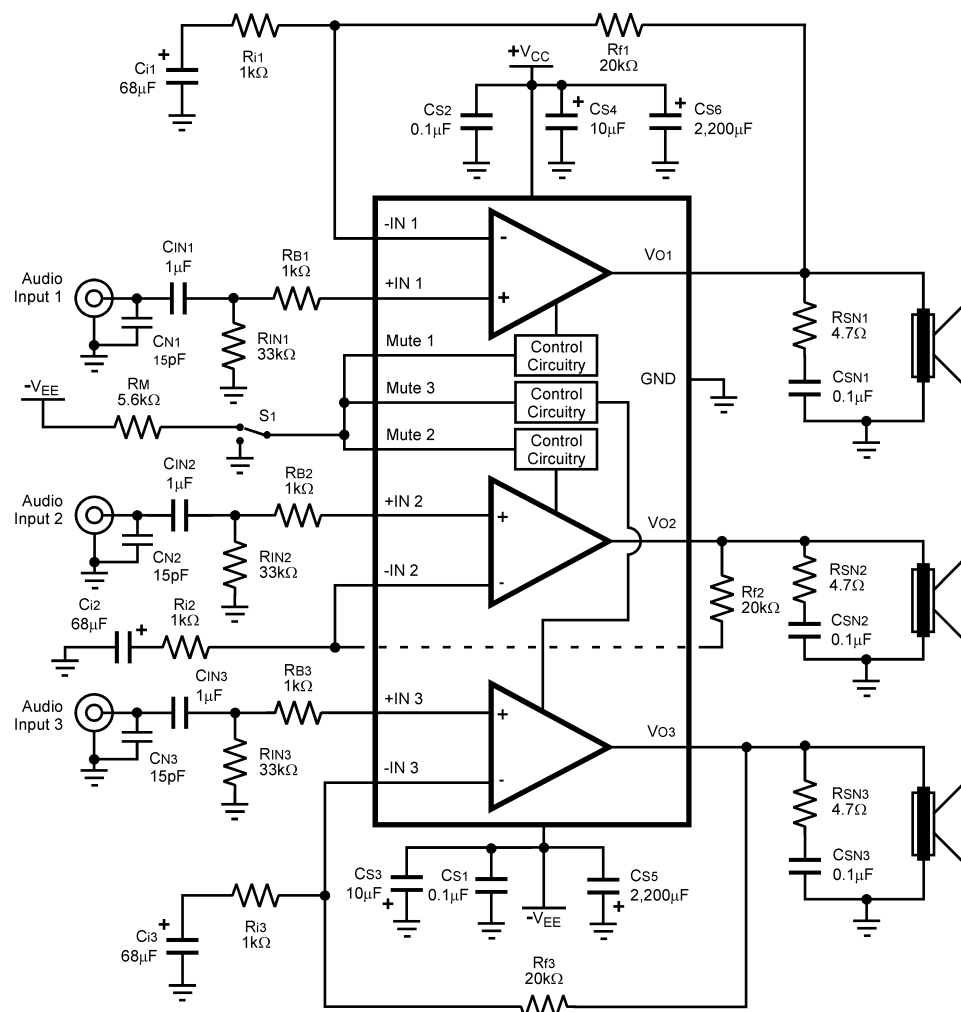 Ci1
68µF
Ri1
1kΩ
Rf1
20kΩ
+VCC
CS2
0.1µF
CS4
10µF
CS6
2,200µF
-IN 1
-
VO1
Audio
Input 1
CIN1
1µF
RB1
1kΩ
+IN 1
+
CN1
15pF
RIN1
33kΩ
Mute 1
Control
Circuitry
RSN1
4.7Ω
CSN1
0.1µF
GND
-VEE
RM
5.6kΩ
S1
Mute 3
Control
Circuitry
Mute 2
Control
Circuitry
Audio
Input 2
CIN2
1µF
RB2
1kΩ
+IN 2
+
VO2
CN2
15pF
RIN2
33kΩ
-IN 2
-
Rf2
20kΩ
RSN2
4.7Ω
CSN2
0.1µF
Ci2
68µF
+
Ri2
1kΩ
Audio
Input 3
CIN3
1µF
RB3
1kΩ
+IN 3
+
VO3
CN3
15pF
RIN3
33kΩ
-IN 3
-
RSN3
4.7Ω
CSN3
0.1µF
CS3
10µF
+
CS1
0.1µF
-VEE
CS5
2,200µF
+
Ci3
68µF
+
Ri3
1kΩ
Rf3
20kΩ